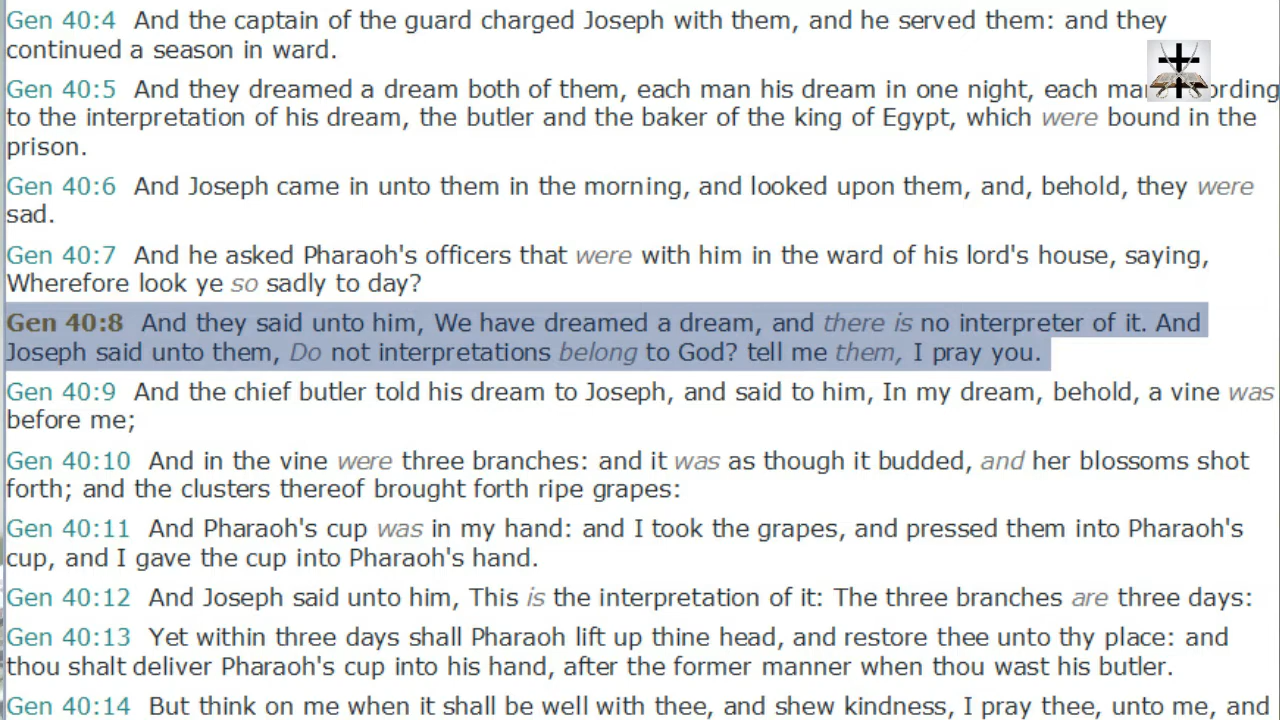 Gen 40:4 And the captain of the guard charged Joseph with them, and he served them: and they
continued a season in ward.
Gen 40:5 And they dreamed a dream both of them, each man his dream in one night, each
to the interpretation of his dream, the butler and the baker of the king of Egypt, which were bound in the
prison.
Gen 40:6 And Joseph came in unto them in the morning, and looked upon them, and, behold, they were
sad.
Gen 40:7 And he asked Pharaoh's officers that were with him in the ward of his lord's house, saying,
Wherefore look ye so sadly to day?
Gen 40:8 And they said unto him, We have dreamed a dream, and there is no interpreter of it. And
Joseph said unto them, Do not interpretations belong to God? tell me them, I pray you.
Gen 40:9 And the chief butler told his dream to Joseph, and said to him, In my dream, behold, a vine was
before me;
Gen 40:10 And in the vine were three branches: and it was as though it budded, and her blossoms shot
forth; and the clusters thereof brought forth ripe grapes:
Gen 40:11 And Pharaoh's cup was in my hand: and I took the grapes, and pressed them into Pharaoh's
cup, and I gave the cup into Pharaoh's hand.
Gen 40:12 And Joseph said unto him, This is the interpretation of it: The three branches are three days:
Gen 40:13 Yet within three days shall Pharaoh lift up thine head, and restore thee unto thy place: and
thou shalt deliver Pharaoh's cup into his hand, after the former manner when thou wast his butler.
Gen 40:14 But think on me when it shall be well with thee, and shew kindness, I pray thee, unto me, and